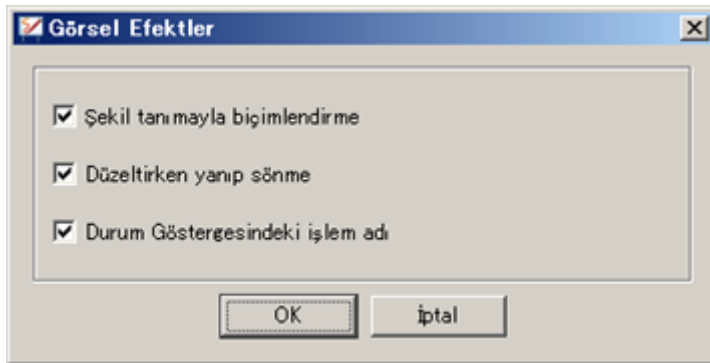 Görsel Efektler
Şekil tanımayla biçimlendirme
Düzeltirken yanıp sönme
Durum Göstergesindeki işlem adı
OK İptal